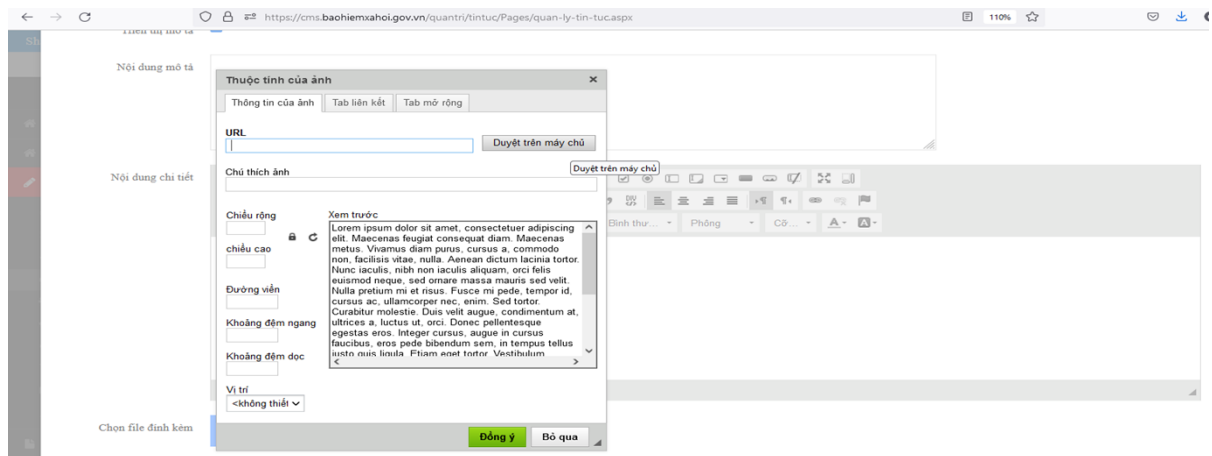 https://cms.baohiemxahoi.gov.vn/quantri/tintuc/Pages/quan-ly-tin-tuc.aspx
110%
Sh
Hiển thị mô tả
Nội dung mô tả
Thuộc tính của ảnh
Thông tin của ảnh
Tab liên kết
Tab mở rộng
URL
Duyệt trên máy chủ
Duyệt trên máy chủ
Chú thích ảnh
Nội dung chi tiết
Chiều rộng
Xem trước
chiều cao
Lorem ipsum dolor sit amet, consectetuer adipiscing
elit. Maecenas feugiat consequat diam. Maecenas
metus. Vivamus diam purus, cursus a, commodo
non, facilisis vitae, nulla. Aenean dictum lacinia tortor.
Nunc iaculis, nibh non iaculis aliquam, orci felis
euismod neque, sed ornare massa mauris sed velit.
Nulla pretium mi et risus. Fusce mi pede, tempor id,
cursus ac, ullamcorper nec, enim. Sed tortor.
Curabitur molestie. Duis velit augue, condimentum at,
ultrices a, luctus ut, orci. Donec pellentesque
egestas eros. Integer cursus, augue in cursus
faucibus, eros pede bibendum sem, in tempus tellus
justo quis ligula. Etiam eget tortor. Vestibulum
Bình thư...
Phông
Cỡ...
A
A
Đường viền
Khoảng đệm ngang
Khoảng đệm dọc
Vị trí
<không thiết
Chọn file đính kèm
Đồng ý
Bỏ qua